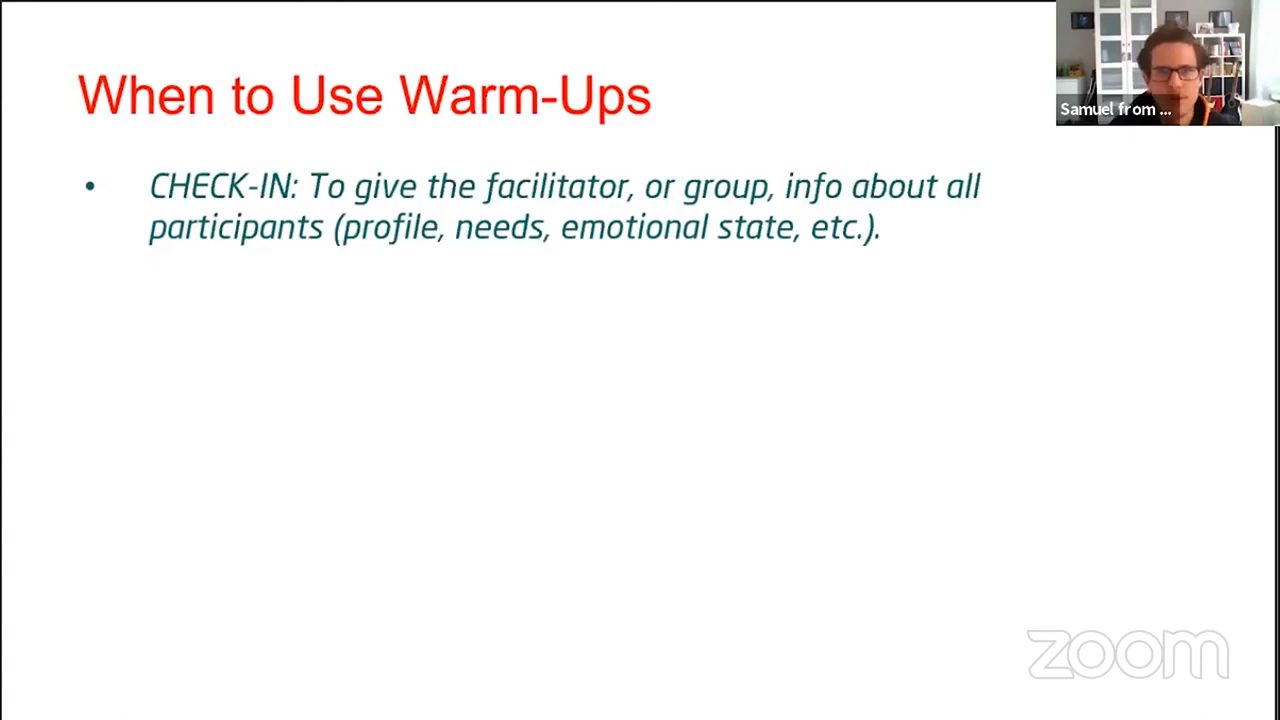 When to Use Warm-Ups
Samuel from ...
• CHECK-IN: To give the facilitator, or group, info about all
participants (profile, needs, emotional state, etc.).
zoom